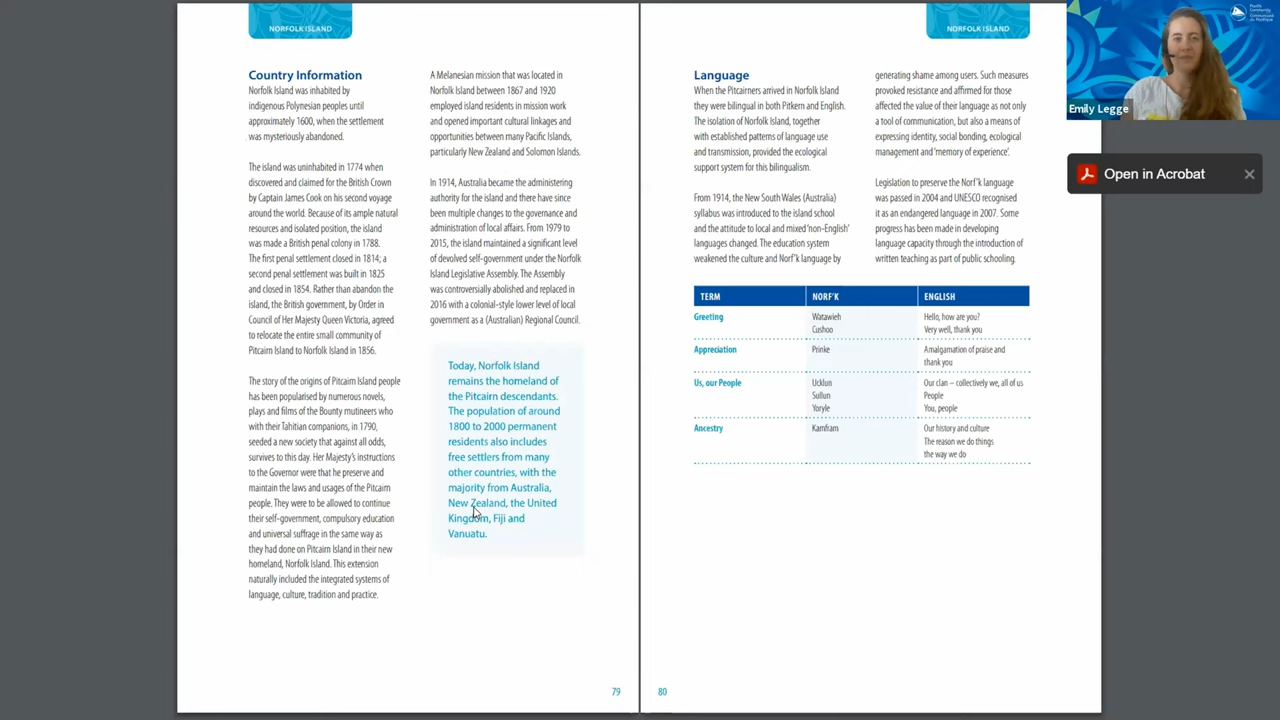 NORFOLK ISLAND
Country Information
Norfolk Island was inhabited by
indigenous Polynesian peoples until
approximately 1600, when the settlement
was mysteriously abandoned.
The island was uninhabited in 1774 when
discovered and claimed for the British Crown
by Captain James Cook on his second voyage
around the world. Because of its ample natural
resources and isolated position, the island
was made a British penal colony in 1788.
The first penal settlement closed in 1814; a
second penal settlement was built in 1825
and closed in 1854. Rather than abandon the
island, the British government, by Order in
Council of Her Majesty Queen Victoria, agreed
to relocate the entire small community of
Pitcairn Island to Norfolk Island in 1856.
The story of the origins of Pitcairn Island people
has been popularised by numerous novels,
plays and films of the Bounty mutineers who
with their Tahitian companions, in 1790,
seeded a new society that against all odds,
survives to this day. Her Majesty's instructions
to the Governor were that he preserve and
maintain the laws and usages of the Pitcairn
people. They were to be allowed to continue
their self-government, compulsory education
and universal suffrage in the same way as
they had done on Pitcairn Island in their new
homeland, Norfolk Island. This extension
naturally included the integrated systems of
language, culture, tradition and practice.
A Melanesian mission that was located in
Norfolk Island between 1867 and 1920
employed island residents in mission work
and opened important cultural linkages and
opportunities between many Pacific Islands,
particularly New Zealand and Solomon Islands.
In 1914, Australia became the administering
authority for the island and there have since
been multiple changes to the governance and
administration of local affairs. From 1979 to
2015, the island maintained a significant level
of devolved self-government under the Norfolk
Island Legislative Assembly. The Assembly
was controversially abolished and replaced in
2016 with a colonial-style lower level of local
government as a (Australian) Regional Council.
Today, Norfolk Island
remains the homeland of
the Pitcairn descendants.
The population of around
1800 to 2000 permanent
residents also includes
free settlers from many
other countries, with the
majority from Australia,
New Zealand, the United
Kingdom, Fiji and
Vanuatu.
79
NORFOLK ISLAND
Language
When the Pitcairners arrived in Norfolk Island
they were bilingual in both Pitkern and English.
The isolation of Norfolk Island, together
with established patterns of language use
and transmission, provided the ecological
support system for this bilingualism.
From 1914, the New South Wales (Australia)
syllabus was introduced to the island school
and the attitude to local and mixed 'non-English'
languages changed. The education system
weakened the culture and Norf'k language by
generating shame among users. Such measures
provoked resistance and affirmed for those
affected the value of their language as not only
a tool of communication, but also a means of
expressing identity, social bonding, ecological
management and 'memory of experience'.
Legislation to preserve the Norf'k language
was passed in 2004 and UNESCO recognised
it as an endangered language in 2007. Some
progress has been made in developing
language capacity through the introduction of
written teaching as part of public schooling.
TERM NORF'K ENGLISH
Greeting Watawieh Hello, how are you?
Cushoo Very well, thank you
Appreciation Prinke Amalgamation of praise and
thank you
Us, our People Ucklun Our clan – collectively we, all of us
Sullun People
Yoryle You, people
Ancestry Kamfram Our history and culture
The reason we do things
the way we do
80
Pacific
Community
Communauté
du Pacifique
Emily Legge
Open in Acrobat